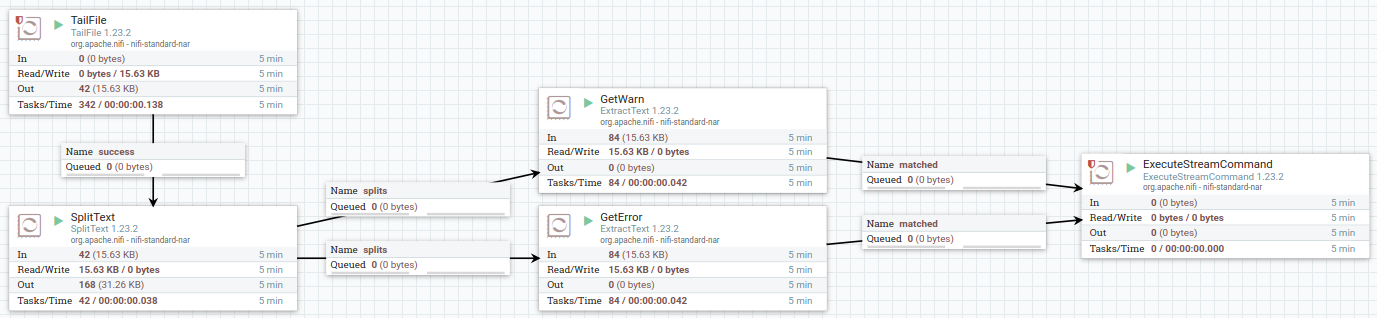 TailFile
TailFile 1.23.2
org.apache.nifi - nifi-standard-nar
In 0 (0 bytes) 5 min
Read/Write 0 bytes / 15.63 KB 5 min
Out 42 (15.63 KB) 5 min
Tasks/Time 342 / 00:00:00.138 5 min
Name success
Queued 0 (0 bytes)
SplitText
SplitText 1.23.2
org.apache.nifi - nifi-standard-nar
In 42 (15.63 KB) 5 min
Read/Write 15.63 KB / 0 bytes 5 min
Out 168 (31.26 KB) 5 min
Tasks/Time 42 / 00:00:00.038 5 min
Name splits
Queued 0 (0 bytes)
Name splits
Queued 0 (0 bytes)
GetWarn
ExtractText 1.23.2
org.apache.nifi - nifi-standard-nar
In 84 (15.63 KB) 5 min
Read/Write 15.63 KB / 0 bytes 5 min
Out 0 (0 bytes) 5 min
Tasks/Time 84 / 00:00:00.042 5 min
GetError
ExtractText 1.23.2
org.apache.nifi - nifi-standard-nar
In 84 (15.63 KB) 5 min
Read/Write 15.63 KB / 0 bytes 5 min
Out 0 (0 bytes) 5 min
Tasks/Time 84 / 00:00:00.042 5 min
Name matched
Queued 0 (0 bytes)
Name matched
Queued 0 (0 bytes)
ExecuteStreamCommand
ExecuteStreamCommand 1.23.2
org.apache.nifi - nifi-standard-nar
In 0 (0 bytes) 5 min
Read/Write 0 bytes / 0 bytes 5 min
Out 0 (0 bytes) 5 min
Tasks/Time 0 / 00:00:00.000 5 min